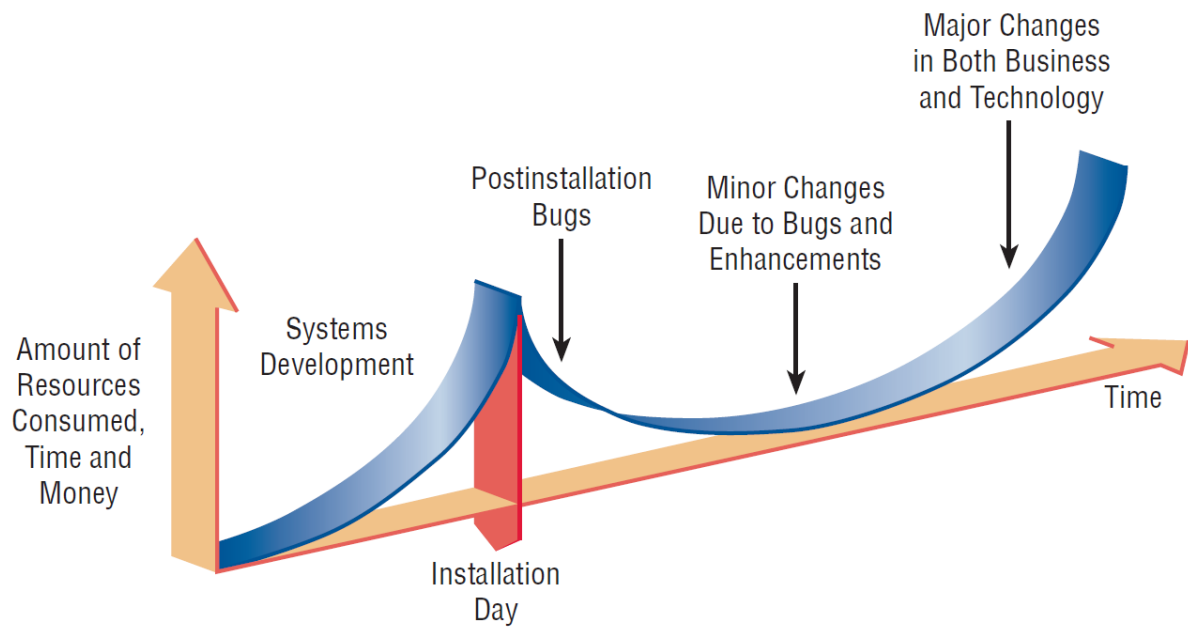 Major Changes
in Both Business
and Technology
Postinstallation
Bugs
Minor Changes
Due to Bugs and
Enhancements
Systems
Development
Amount of
Resources
Consumed,
Time and
Money
Time
Installation
Day